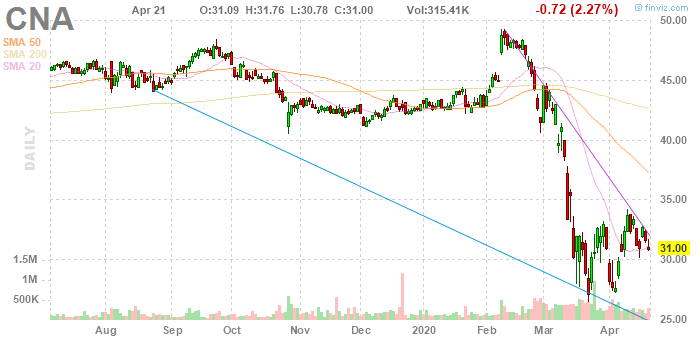 CNA
Apr 21 O:31.09 H:31.76 L:30.78 C:31.00 Vol:315.41K -0.72 (2.27%)
© finviz.com
SMA 50
SMA 200
SMA 20
DAILY
50.00
45.00
40.00
35.00
31.00
30.00
25.00
1.5M
1M
500K
Aug Sep Oct Nov Dec 2020 Feb Mar Apr